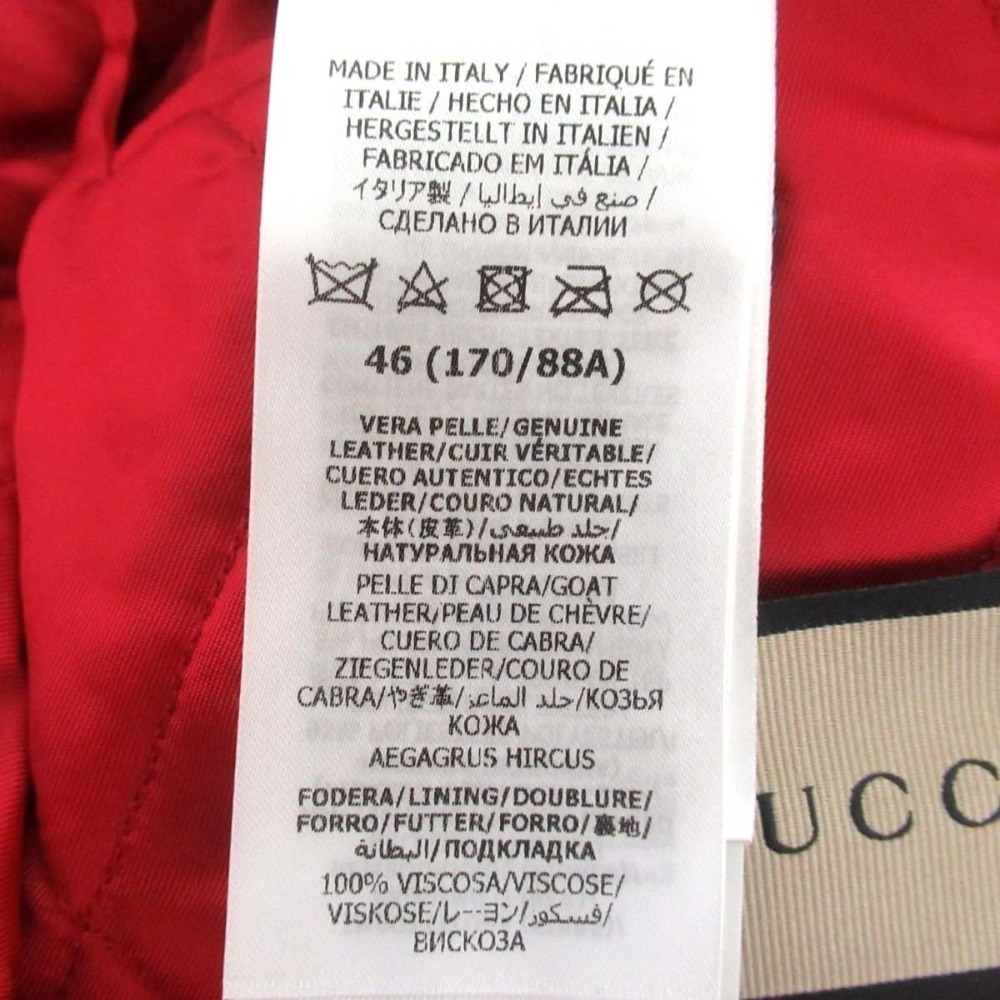 MADE IN ITALY / FABRIQUÉ EN
ITALIE / HECHO EN ITALIA /
HERGESTELLT IN ITALIEN /
FABRICADO EM ITÁLIA /
イタリア製 / صنع في إيطاليا /
СДЕЛАНО В ИТАЛИИ
46 (170/88A)
VERA PELLE/GENUINE
LEATHER/CUIR VÉRITABLE/
CUERO AUTENTICO/ECHTES
LEDER/COURO NATURAL/
本体(皮革)/جلد طبيعى/
НАТУРАЛЬНАЯ КОЖА
PELLE DI CAPRA/GOAT
LEATHER/PEAU DE CHÈVRE/
CUERO DE CABRA/
ZIEGENLEDER/COURO DE
CABRA/やぎ革/جلد الماعز/КОЗЬЯ
КОЖА
AEGAGRUS HIRCUS
FODERA/LINING/DOUBLURE/
FORRO/FUTTER/FORRO/裏地/
البطانة/ПОДКЛАДКА
100% VISCOSA/VISCOSE/
VISKOSE/レーヨン/فسكوز/
ВИСКОЗА
UCC